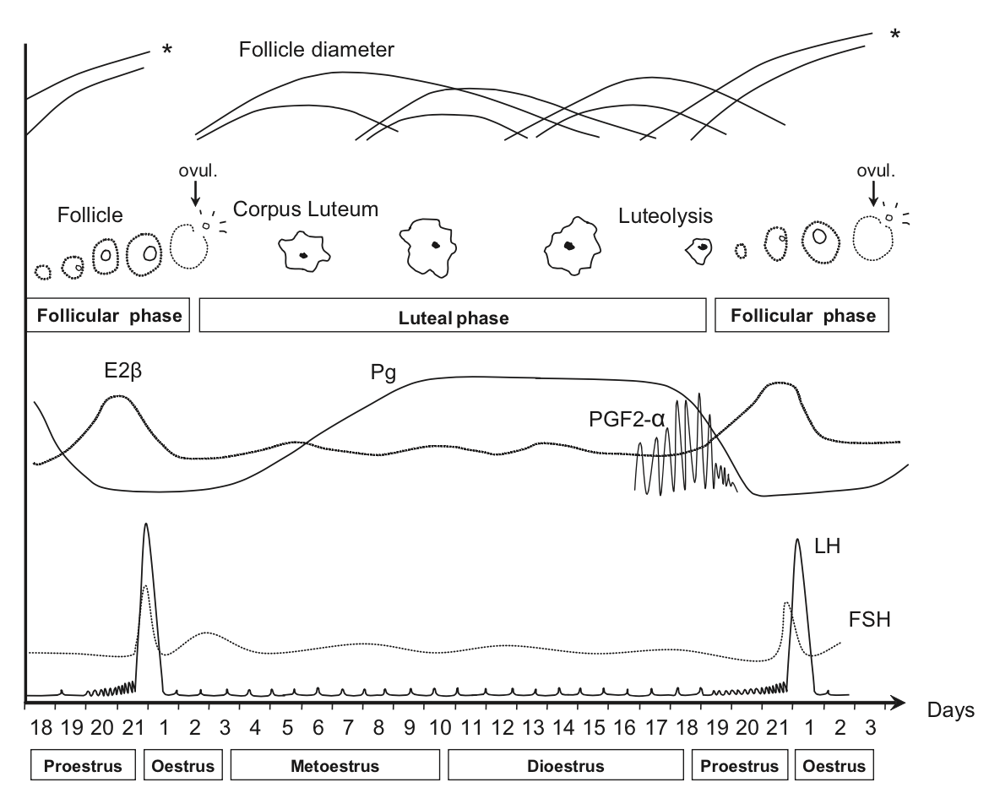 *
Follicle diameter
*
ovul.
ovul.
Follicle
Corpus Luteum
Luteolysis
Follicular phase
Luteal phase
Follicular phase
E2β
Pg
PGF2-α
LH
FSH
18 19 20 21 1 2 3 4 5 6 7 8 9 10 11 12 13 14 15 16 17 18 19 20 21 1 2 3
Days
Proestrus
Oestrus
Metoestrus
Dioestrus
Proestrus
Oestrus